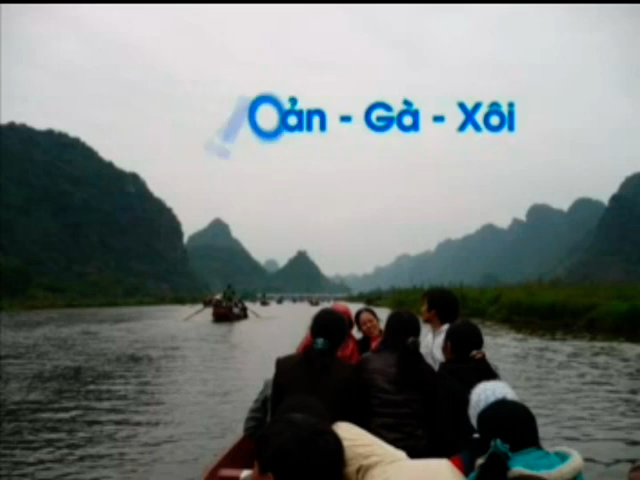 Oản - Gà - Xôi